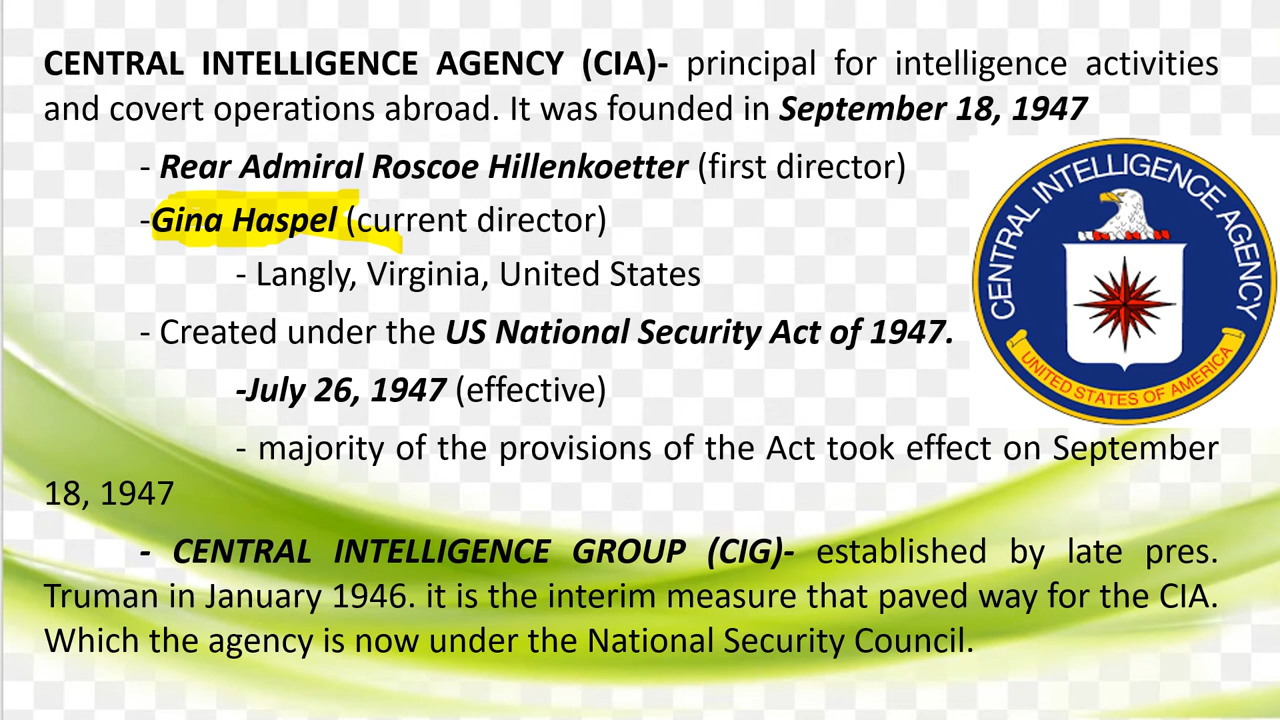 CENTRAL INTELLIGENCE AGENCY (CIA)- principal for intelligence activities
and covert operations abroad. It was founded in September 18, 1947
- Rear Admiral Roscoe Hillenkoetter (first director)
-Gina Haspel (current director)
- Langly, Virginia, United States
- Created under the US National Security Act of 1947.
-July 26, 1947 (effective)
- majority of the provisions of the Act took effect on September
18, 1947
- CENTRAL INTELLIGENCE GROUP (CIG)- established by late pres.
Truman in January 1946. it is the interim measure that paved way for the CIA.
Which the agency is now under the National Security Council.
CENTRAL INTELLIGENCE AGENCY
UNITED STATES OF AMERICA